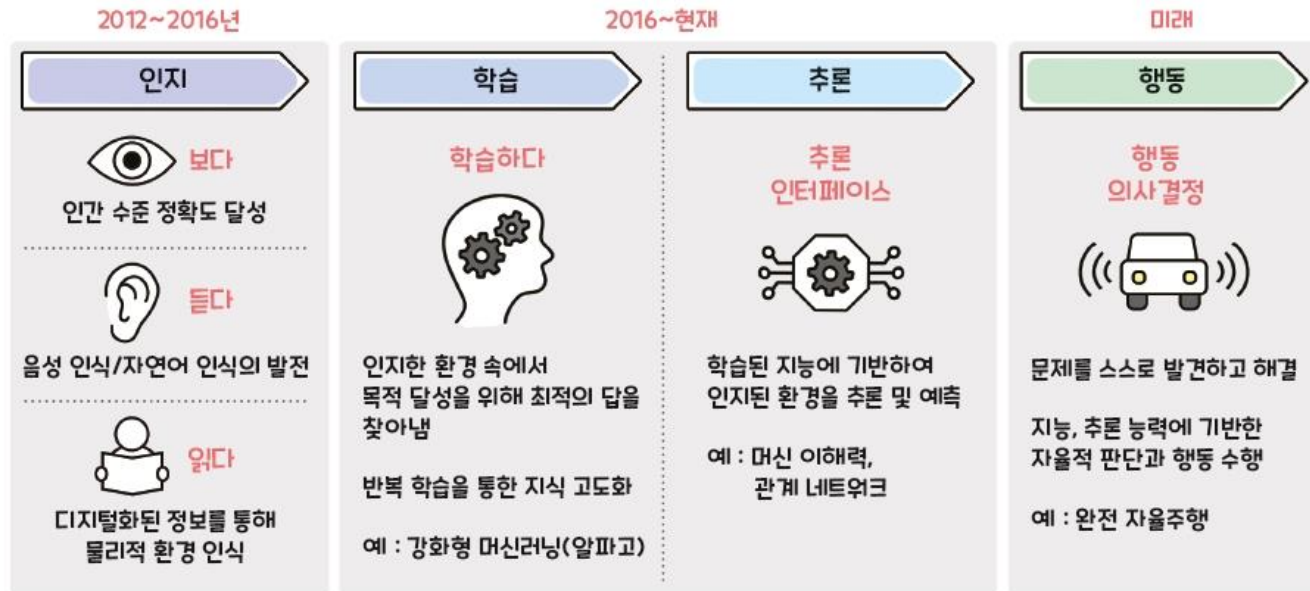 2012~2016년
인지
보다
인간 수준 정확도 달성
듣다
음성 인식/자연어 인식의 발전
읽다
디지털화된 정보를 통해
물리적 환경 인식
2016~현재
학습
학습하다
인지한 환경 속에서
목적 달성을 위해 최적의 답을
찾아냄
반복 학습을 통한 지식 고도화
예 : 강화형 머신러닝(알파고)
추론
추론
인터페이스
학습된 지능에 기반하여
인지된 환경을 추론 및 예측
예 : 머신 이해력,
관계 네트워크
미래
행동
행동
의사결정
문제를 스스로 발견하고 해결
지능, 추론 능력에 기반한
자율적 판단과 행동 수행
예 : 완전 자율주행